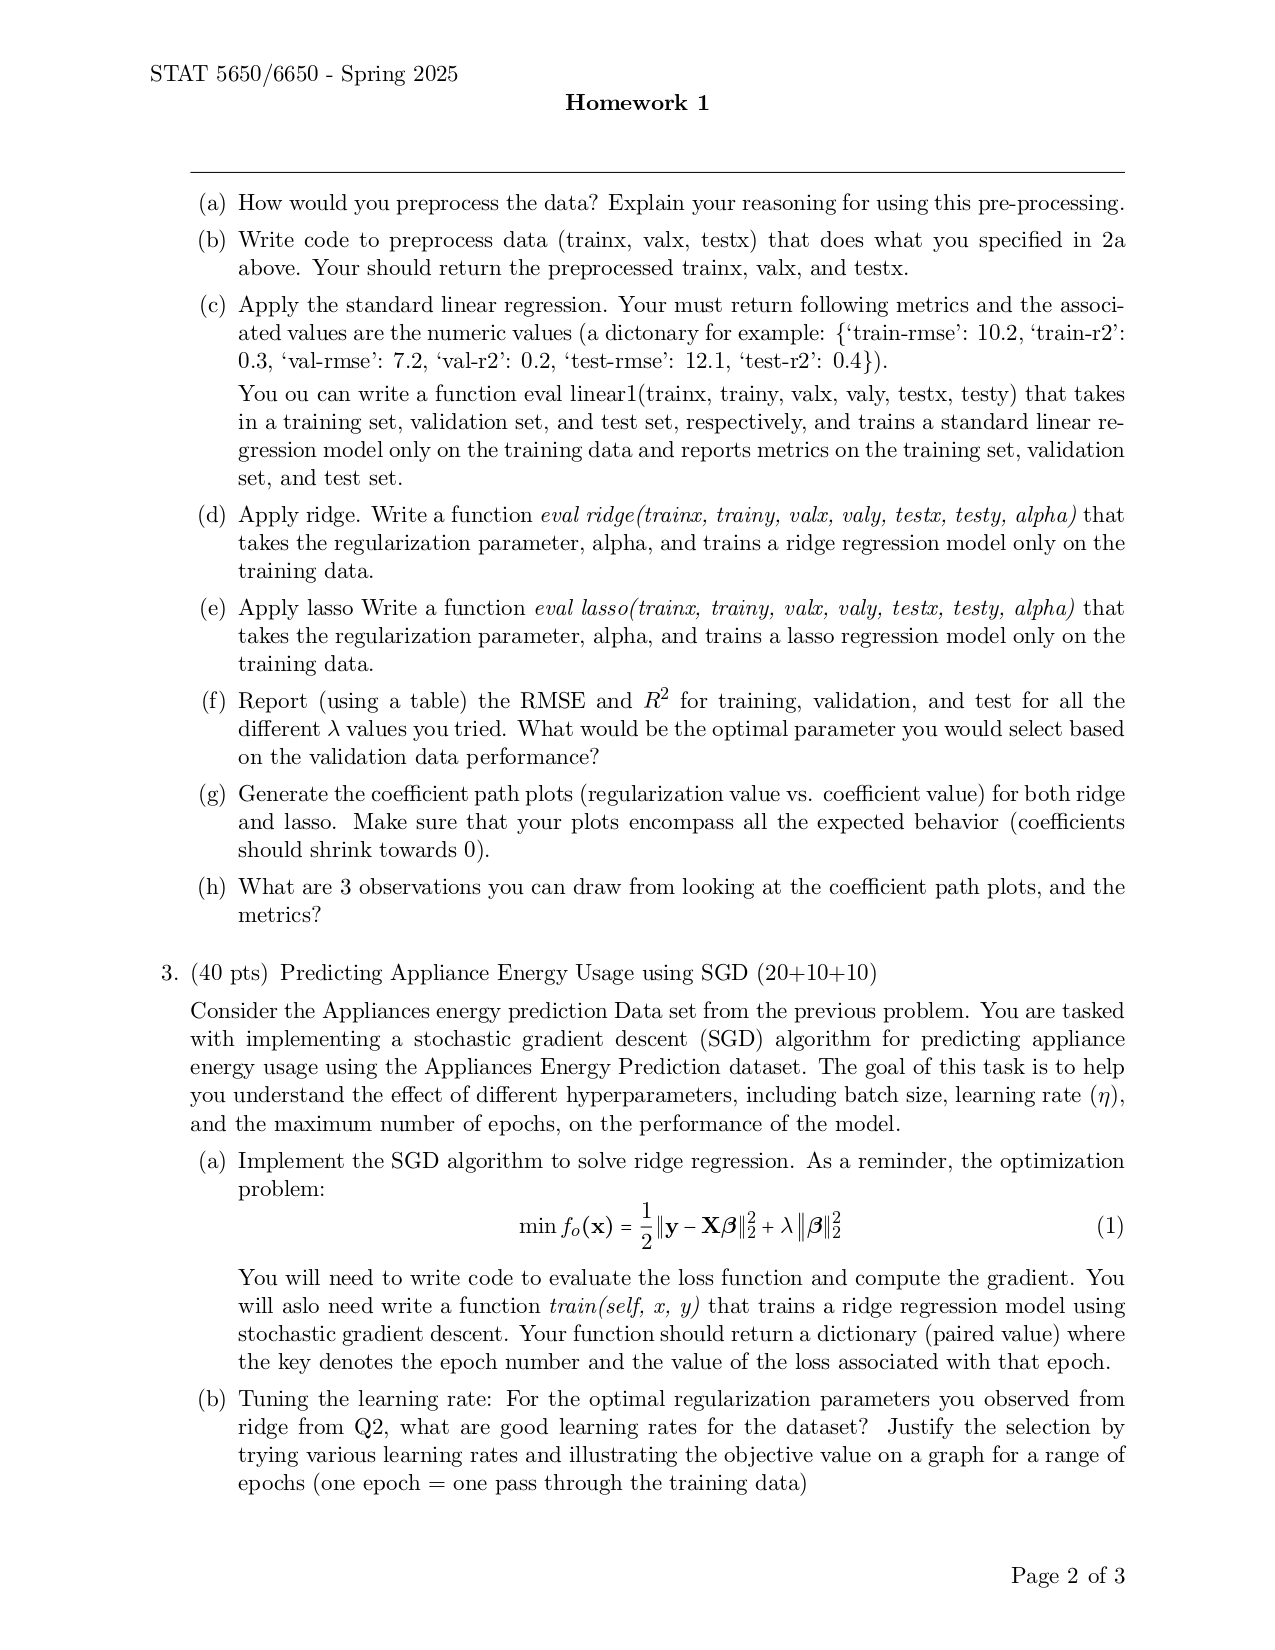 STAT 5650/6650 - Spring 2025
Homework 1
(a) How would you preprocess the data? Explain your reasoning for using this pre-processing.
(b) Write code to preprocess data (trainx, valx, testx) that does what you specified in 2a
above. Your should return the preprocessed trainx, valx, and testx.
(c) Apply the standard linear regression. Your must return following metrics and the associ-
ated values are the numeric values (a dictonary for example: {‘train-rmse’: 10.2, ‘train-r2’:
0.3, ‘val-rmse’: 7.2, ‘val-r2’: 0.2, ‘test-rmse’: 12.1, ‘test-r2’: 0.4}).
You ou can write a function eval linear1(trainx, trainy, valx, valy, testx, testy) that takes
in a training set, validation set, and test set, respectively, and trains a standard linear re-
gression model only on the training data and reports metrics on the training set, validation
set, and test set.
(d) Apply ridge. Write a function eval ridge(trainx, trainy, valx, valy, testx, testy, alpha) that
takes the regularization parameter, alpha, and trains a ridge regression model only on the
training data.
(e) Apply lasso Write a function eval lasso(trainx, trainy, valx, valy, testx, testy, alpha) that
takes the regularization parameter, alpha, and trains a lasso regression model only on the
training data.
(f) Report (using a table) the RMSE and R² for training, validation, and test for all the
different λ values you tried. What would be the optimal parameter you would select based
on the validation data performance?
(g) Generate the coefficient path plots (regularization value vs. coefficient value) for both ridge
and lasso. Make sure that your plots encompass all the expected behavior (coefficients
should shrink towards 0).
(h) What are 3 observations you can draw from looking at the coefficient path plots, and the
metrics?
3. (40 pts) Predicting Appliance Energy Usage using SGD (20+10+10)
Consider the Appliances energy prediction Data set from the previous problem. You are tasked
with implementing a stochastic gradient descent (SGD) algorithm for predicting appliance
energy usage using the Appliances Energy Prediction dataset. The goal of this task is to help
you understand the effect of different hyperparameters, including batch size, learning rate (η),
and the maximum number of epochs, on the performance of the model.
(a) Implement the SGD algorithm to solve ridge regression. As a reminder, the optimization
problem:
min fₒ(x) = 1/2 ‖y − Xβ‖₂² + λ‖β‖₂² (1)
You will need to write code to evaluate the loss function and compute the gradient. You
will aslo need write a function train(self, x, y) that trains a ridge regression model using
stochastic gradient descent. Your function should return a dictionary (paired value) where
the key denotes the epoch number and the value of the loss associated with that epoch.
(b) Tuning the learning rate: For the optimal regularization parameters you observed from
ridge from Q2, what are good learning rates for the dataset? Justify the selection by
trying various learning rates and illustrating the objective value on a graph for a range of
epochs (one epoch = one pass through the training data)
Page 2 of 3